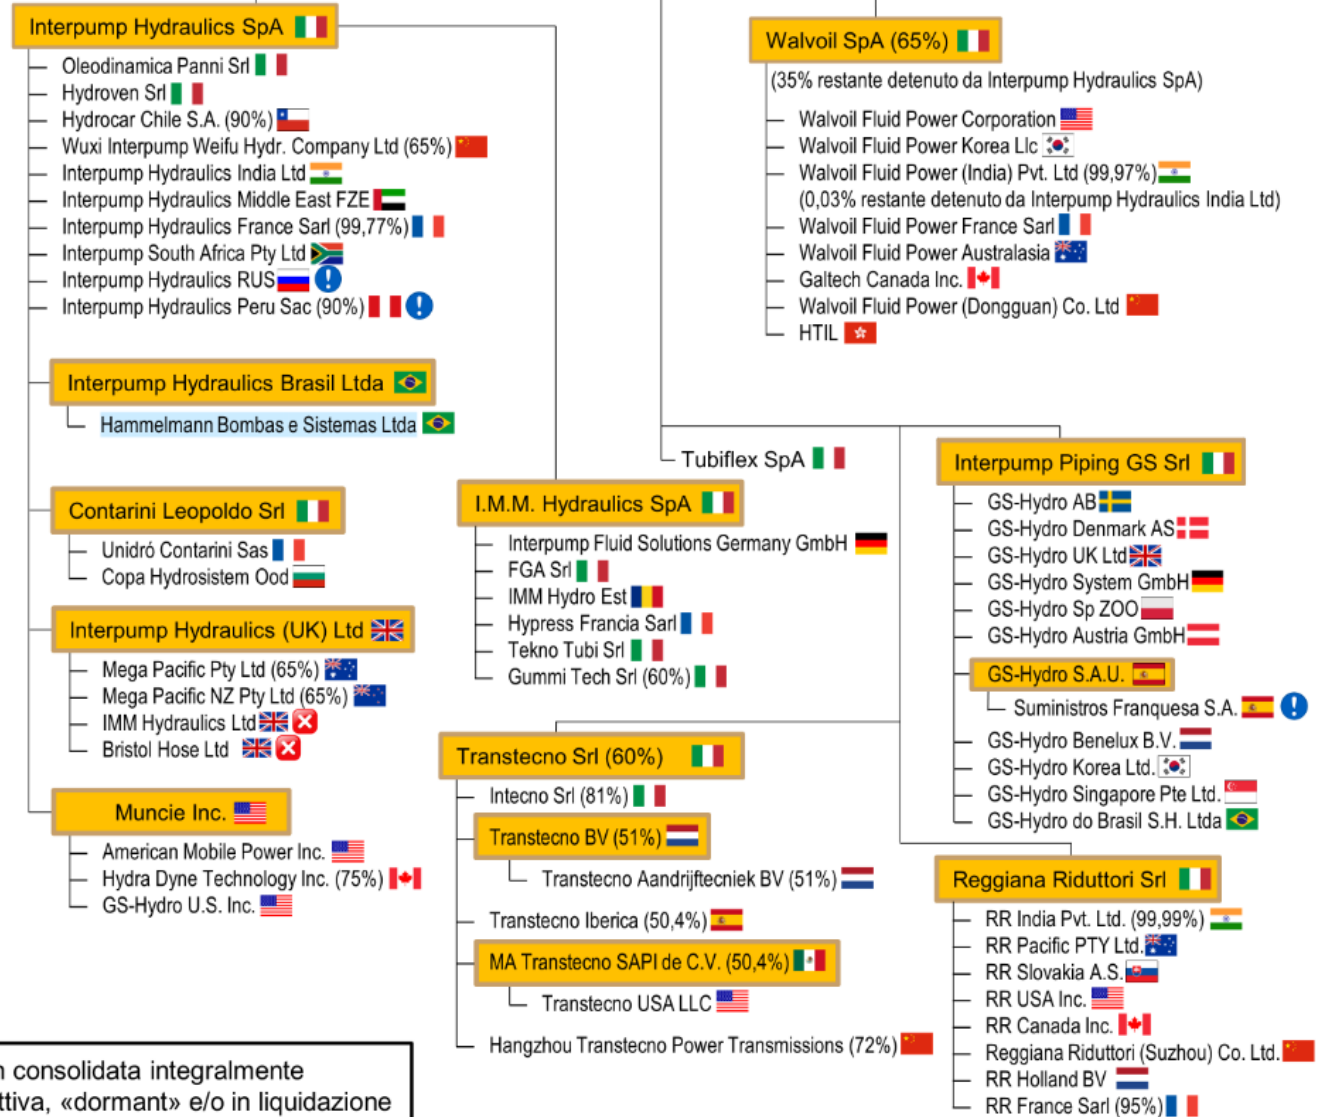 Interpump Hydraulics SpA
Oleodinamica Panni Srl
Hydroven Srl
Hydrocar Chile S.A. (90%)
Wuxi Interpump Weifu Hydr. Company Ltd (65%)
Interpump Hydraulics India Ltd
Interpump Hydraulics Middle East FZE
Interpump Hydraulics France Sarl (99,77%)
Interpump South Africa Pty Ltd
Interpump Hydraulics RUS
Interpump Hydraulics Peru Sac (90%)
Interpump Hydraulics Brasil Ltda
Hammelmann Bombas e Sistemas Ltda
Contarini Leopoldo Srl
Unidró Contarini Sas
Copa Hydrosistem Ood
Interpump Hydraulics (UK) Ltd
Mega Pacific Pty Ltd (65%)
Mega Pacific NZ Pty Ltd (65%)
IMM Hydraulics Ltd
Bristol Hose Ltd
Muncie Inc.
American Mobile Power Inc.
Hydra Dyne Technology Inc. (75%)
GS-Hydro U.S. Inc.
consolidata integralmente
«dormant» e/o in liquidazione
I.M.M. Hydraulics SpA
Interpump Fluid Solutions Germany GmbH
FGA Srl
IMM Hydro Est
Hypress Francia Sarl
Tekno Tubi Srl
Gummi Tech Srl (60%)
Transtecno Srl (60%)
Intecno Srl (81%)
Transtecno BV (51%)
Transtecno Aandrijftecniek BV (51%)
Transtecno Iberica (50,4%)
MA Transtecno SAPI de C.V. (50,4%)
Transtecno USA LLC
Hangzhou Transtecno Power Transmissions (72%)
Walvoil SpA (65%)
(35% restante detenuto da Interpump Hydraulics SpA)
Walvoil Fluid Power Corporation
Walvoil Fluid Power Korea Llc
Walvoil Fluid Power (India) Pvt. Ltd (99,97%)
(0,03% restante detenuto da Interpump Hydraulics India Ltd)
Walvoil Fluid Power France Sarl
Walvoil Fluid Power Australasia
Galtech Canada Inc.
Walvoil Fluid Power (Dongguan) Co. Ltd
HTIL
Tubiflex SpA
Interpump Piping GS Srl
GS-Hydro AB
GS-Hydro Denmark AS
GS-Hydro UK Ltd
GS-Hydro System GmbH
GS-Hydro Sp ZOO
GS-Hydro Austria GmbH
GS-Hydro S.A.U.
Suministros Franquesa S.A.
GS-Hydro Benelux B.V.
GS-Hydro Korea Ltd.
GS-Hydro Singapore Pte Ltd.
GS-Hydro do Brasil S.H. Ltda
Reggiana Riduttori Srl
RR India Pvt. Ltd. (99,99%)
RR Pacific PTY Ltd.
RR Slovakia A.S.
RR USA Inc.
RR Canada Inc.
Reggiana Riduttori (Suzhou) Co. Ltd.
RR Holland BV
RR France Sarl (95%)